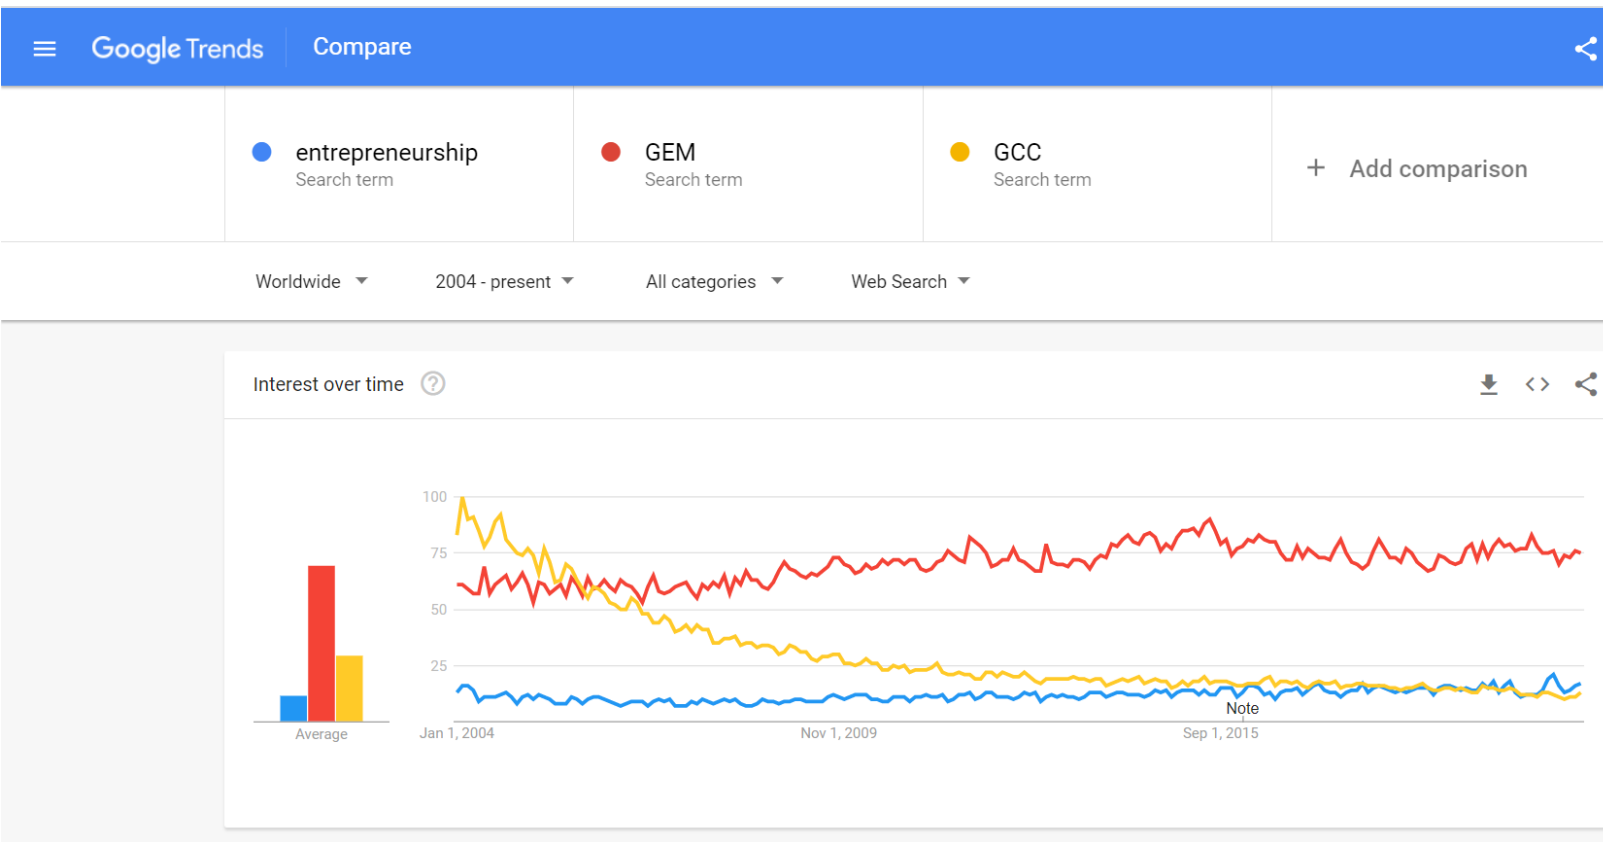 Google Trends Compare
entrepreneurship
Search term
GEM
Search term
GCC
Search term
+ Add comparison
Worldwide
2004 - present
All categories
Web Search
Interest over time ?
100
75
50
25
Average
Note
Jan 1, 2004
Nov 1, 2009
Sep 1, 2015